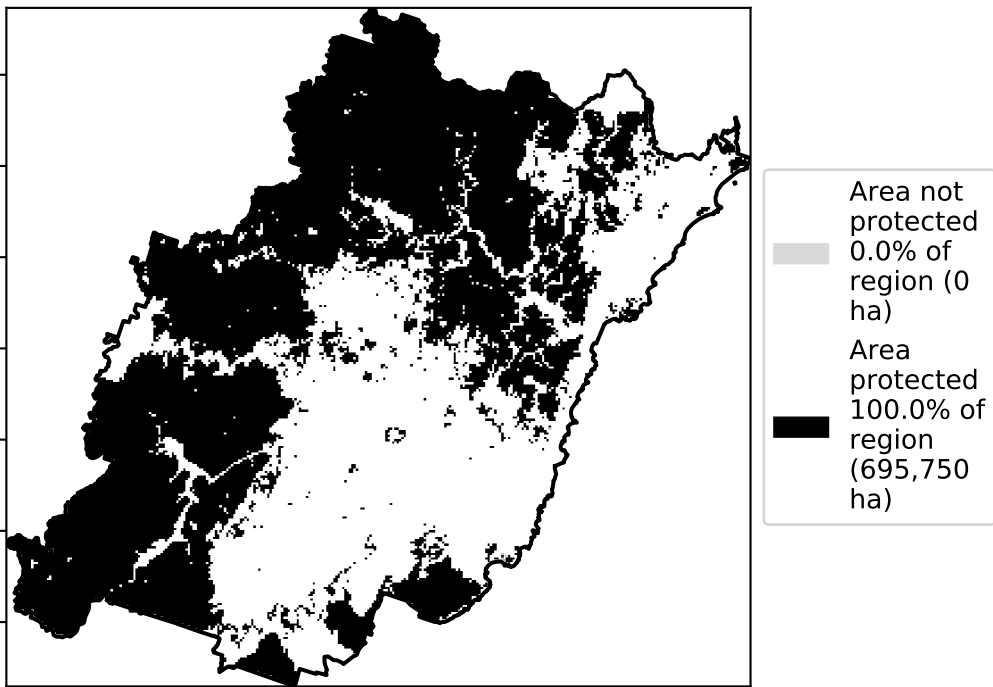 Area not
protected
0.0% of
region (0
ha)
Area
protected
100.0% of
region
(695,750
ha)